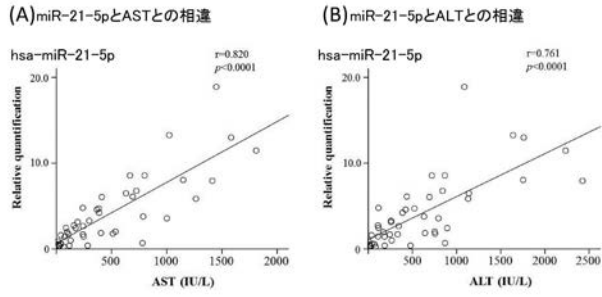 (A)miR-21-5pとASTとの相違
hsa-miR-21-5p
r=0.820
p<0.0001
Relative quantification
20.0
10.0
0
500
1000
1500
2000
AST (IU/L)
(B)miR-21-5pとALTとの相違
hsa-miR-21-5p
r=0.761
p<0.0001
Relative quantification
20.0
10.0
0
500
1000
1500
2000
2500
ALT (IU/L)